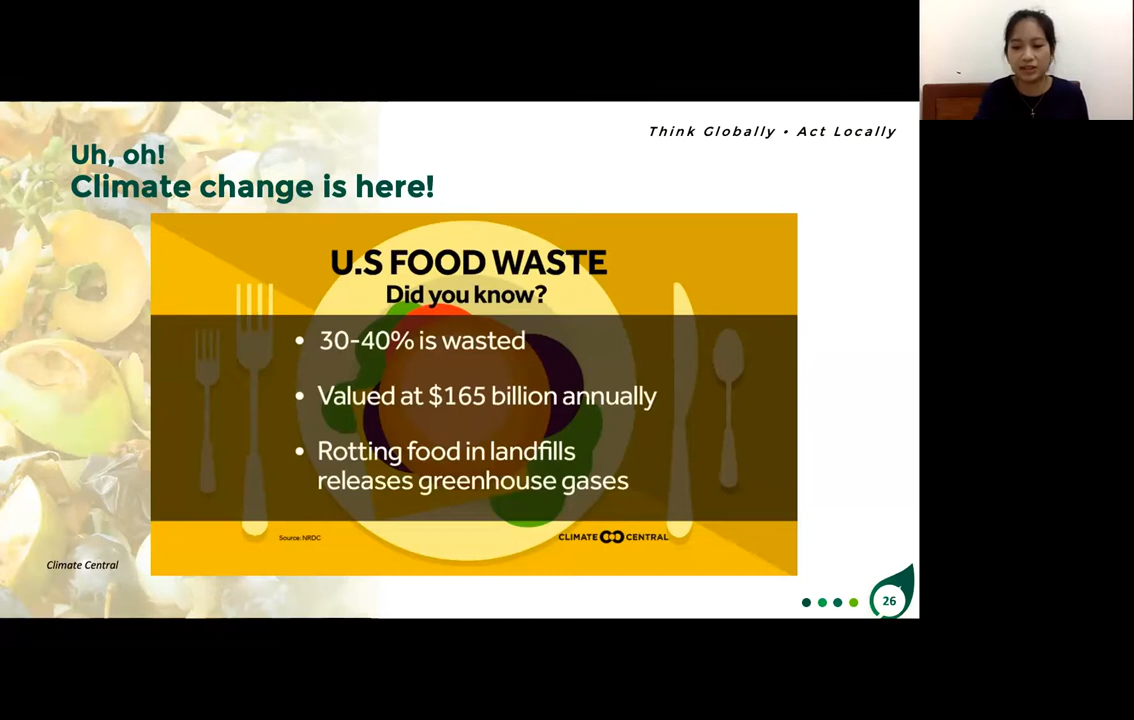 Think Globally • Act Locally
Uh, oh!
Climate change is here!
U.S FOOD WASTE
Did you know?
• 30-40% is wasted
• Valued at $165 billion annually
• Rotting food in landfills
releases greenhouse gases
Source: NRDC
CLIMATE CENTRAL
Climate Central
26